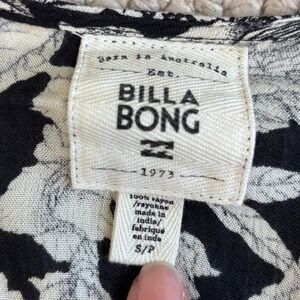 Born in Australia
Est.
BILLA
BONG
1973
100% rayon
/rayonne
made in
india/
fabriqué
en inde
S/P